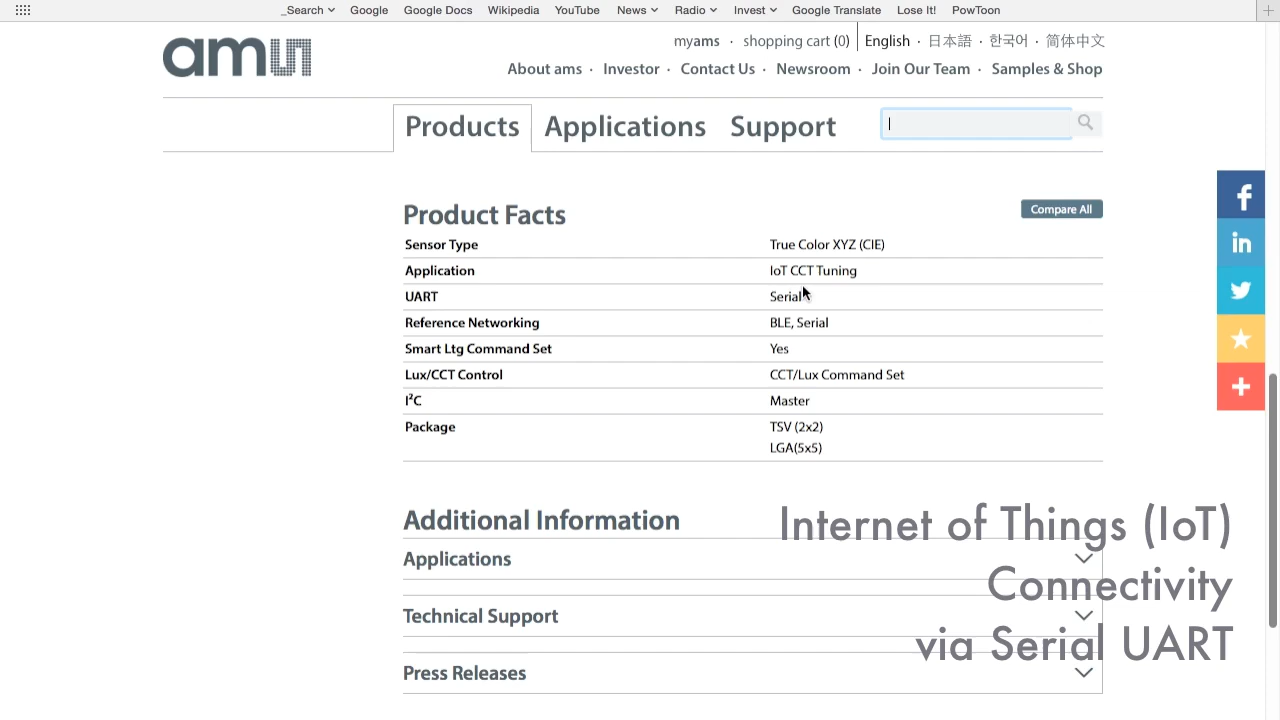 _Search Google Google Docs Wikipedia YouTube News Radio Invest Google Translate Lose It! PowToon
myams · shopping cart (0) English · 日本語 · 한국어 · 简体中文
am
About ams · Investor · Contact Us · Newsroom · Join Our Team · Samples & Shop
Products Applications Support
Product Facts Compare All
Sensor Type True Color XYZ (CIE)
Application IoT CCT Tuning
UART Serial
Reference Networking BLE, Serial
Smart Ltg Command Set Yes
Lux/CCT Control CCT/Lux Command Set
I²C Master
Package TSV (2x2)
LGA(5x5)
Additional Information
Applications
Technical Support
Press Releases
Internet of Things (IoT)
Connectivity
via Serial UART